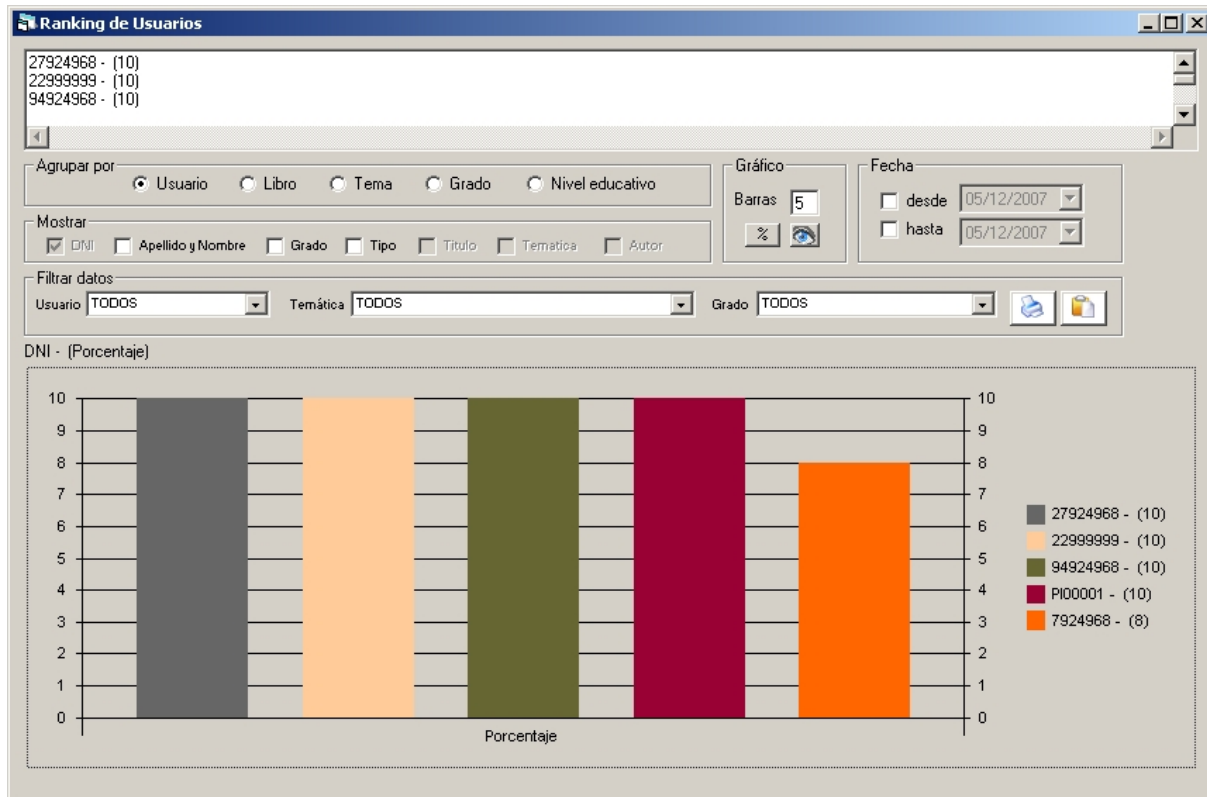 Ranking de Usuarios
27924968 -  (10)
22999999 -  (10)
94924968 -  (10)
Agrupar por
Usuario Libro Tema Grado Nivel educativo
Mostrar
DNI Apellido y Nombre Grado Tipo Titulo Tematica Autor
Gráfico
Barras 5
%
Fecha
desde 05/12/2007
hasta 05/12/2007
Filtrar datos
Usuario TODOS Temática TODOS Grado TODOS
DNI -  (Porcentaje)
10 10
9 9
8 8
7 7
6 6
5 5
4 4
3 3
2 2
1 1
0 0
Porcentaje
27924968 -  (10)
22999999 -  (10)
94924968 -  (10)
PI00001 -  (10)
7924968 -  (8)